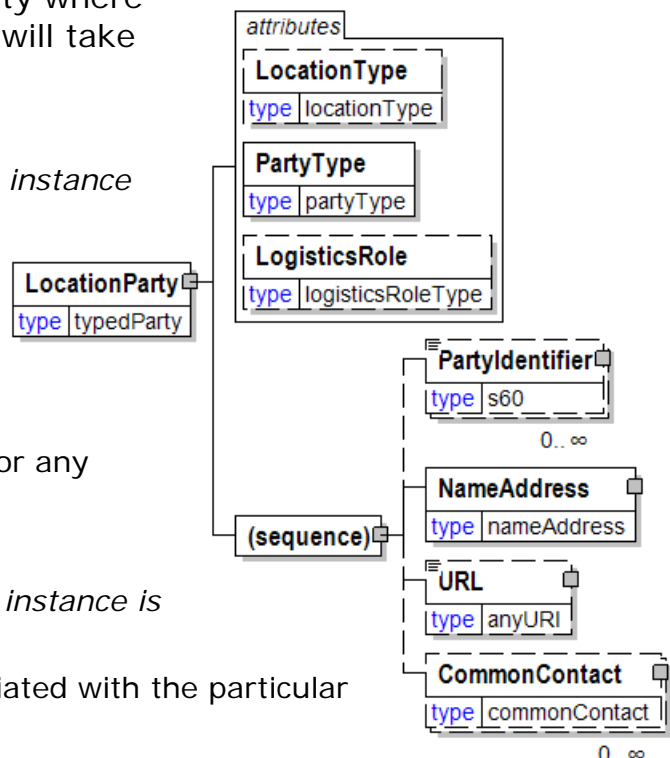 ty where
will take
instance
or any
instance is
iated with the particular
attributes
LocationType
type locationType
PartyType
type partyType
LogisticsRole
type logisticsRoleType
LocationParty
type typedParty
(sequence)
PartyIdentifier
type s60
0.. ∞
NameAddress
type nameAddress
URL
type anyURI
CommonContact
type commonContact
0.. ∞